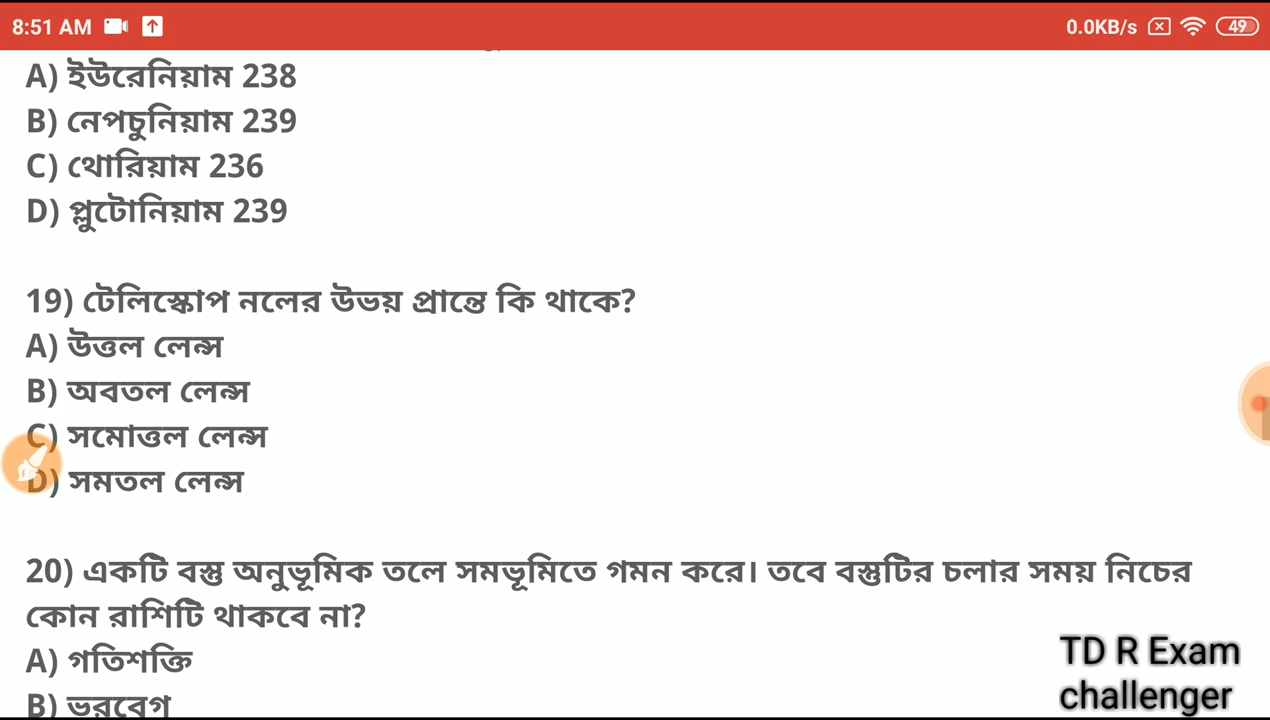 8:51 AM
0.0KB/s
49
A) ইউরেনিয়াম 238
B) নেপচুনিয়াম 239
C) থোরিয়াম 236
D) প্লুটোনিয়াম 239
19) টেলিস্কোপ নলের উভয় প্রান্তে কি থাকে?
A) উত্তল লেন্স
B) অবতল লেন্স
C) সমোত্তল লেন্স
D) সমতল লেন্স
20) একটি বস্তু অনুভূমিক তলে সমভূমিতে গমন করে। তবে বস্তুটির চলার সময় নিচের
কোন রাশিটি থাকবে না?
A) গতিশক্তি
B) ভরবেগ
TD R Exam
challenger